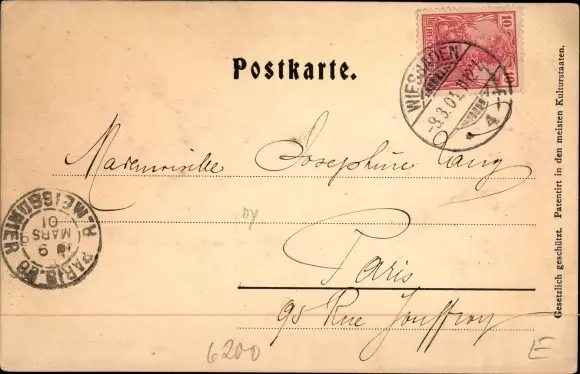 10
WIESBADEN
-8.3.01
4
Postkarte.
Mademoiselle Josephine Lang
Paris
95 Rue Jouffroy
PARIS
R. MEISSONIER
9
MARS
01
6200
E
Gesetzlich geschützt. Patentirt in den meisten Kulturstaaten.